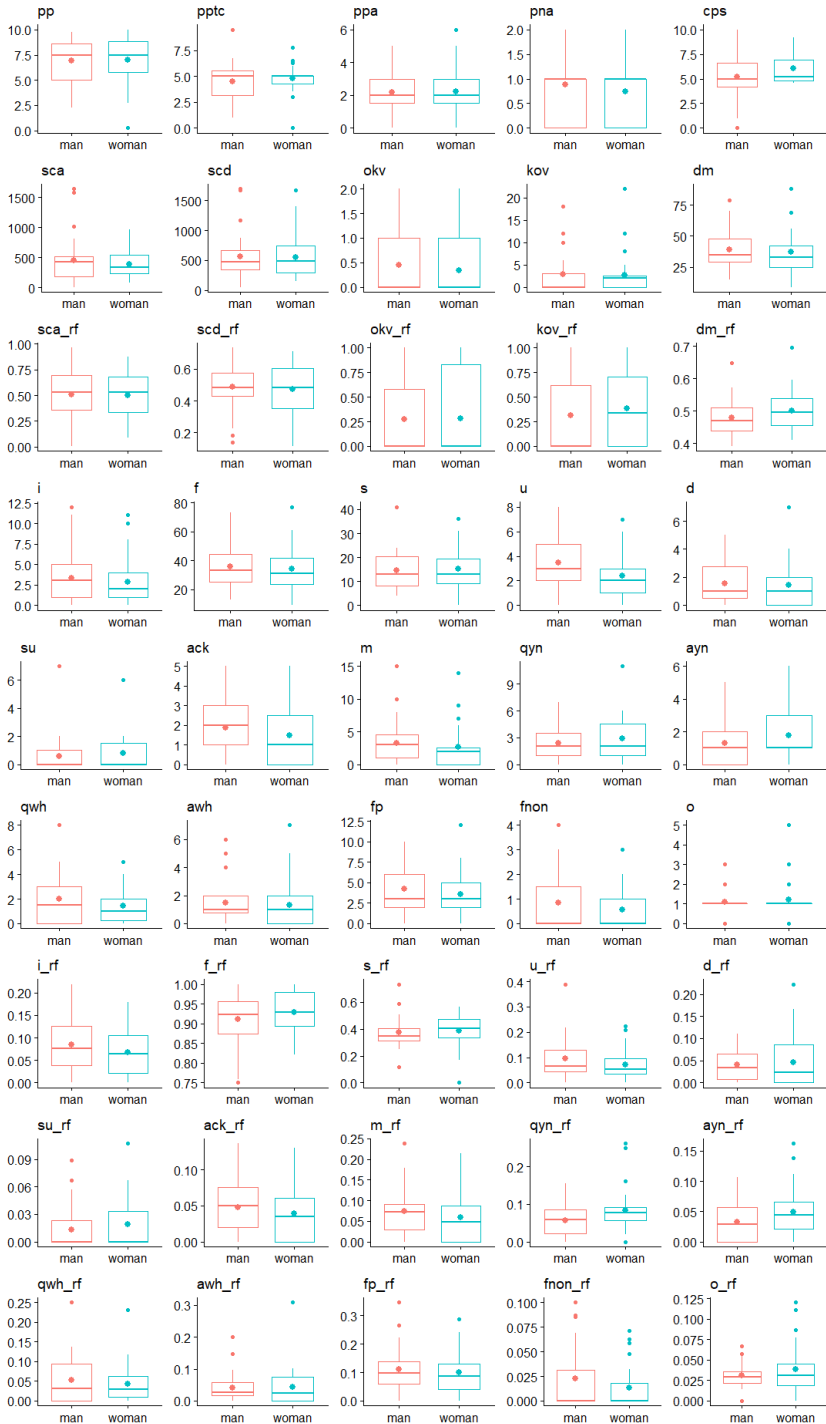 pp
10.0
7.5
5.0
2.5
0.0
man woman
pptc
7.5
5.0
2.5
0.0
man woman
ppa
6
4
2
0
man woman
pna
2.0
1.5
1.0
0.5
0.0
man woman
cps
10.0
7.5
5.0
2.5
0.0
man woman
sca
1500
1000
500
0
man woman
scd
1500
1000
500
0
man woman
okv
2.0
1.5
1.0
0.5
0.0
man woman
kov
20
15
10
5
0
man woman
dm
75
50
25
man woman
sca_rf
1.00
0.75
0.50
0.25
0.00
man woman
scd_rf
0.6
0.4
0.2
man woman
okv_rf
1.00
0.75
0.50
0.25
0.00
man woman
kov_rf
1.00
0.75
0.50
0.25
0.00
man woman
dm_rf
0.7
0.6
0.5
0.4
man woman
i
12.5
10.0
7.5
5.0
2.5
0.0
man woman
f
80
60
40
20
man woman
s
40
30
20
10
0
man woman
u
8
6
4
2
0
man woman
d
6
4
2
0
man woman
su
6
4
2
0
man woman
ack
5
4
3
2
1
0
man woman
m
15
10
5
0
man woman
qyn
9
6
3
0
man woman
ayn
6
4
2
0
man woman
qwh
8
6
4
2
0
man woman
awh
6
4
2
0
man woman
fp
12.5
10.0
7.5
5.0
2.5
0.0
man woman
fnon
4
3
2
1
0
man woman
o
5
4
3
2
1
0
man woman
i_rf
0.20
0.15
0.10
0.05
0.00
man woman
f_rf
1.00
0.95
0.90
0.85
0.80
0.75
man woman
s_rf
0.6
0.4
0.2
0.0
man woman
u_rf
0.4
0.3
0.2
0.1
0.0
man woman
d_rf
0.20
0.15
0.10
0.05
0.00
man woman
su_rf
0.09
0.06
0.03
0.00
man woman
ack_rf
0.10
0.05
0.00
man woman
m_rf
0.25
0.20
0.15
0.10
0.05
0.00
man woman
qyn_rf
0.2
0.1
0.0
man woman
ayn_rf
0.15
0.10
0.05
0.00
man woman
qwh_rf
0.25
0.20
0.15
0.10
0.05
0.00
man woman
awh_rf
0.3
0.2
0.1
0.0
man woman
fp_rf
0.3
0.2
0.1
0.0
man woman
fnon_rf
0.100
0.075
0.050
0.025
0.000
man woman
o_rf
0.125
0.100
0.075
0.050
0.025
0.000
man woman